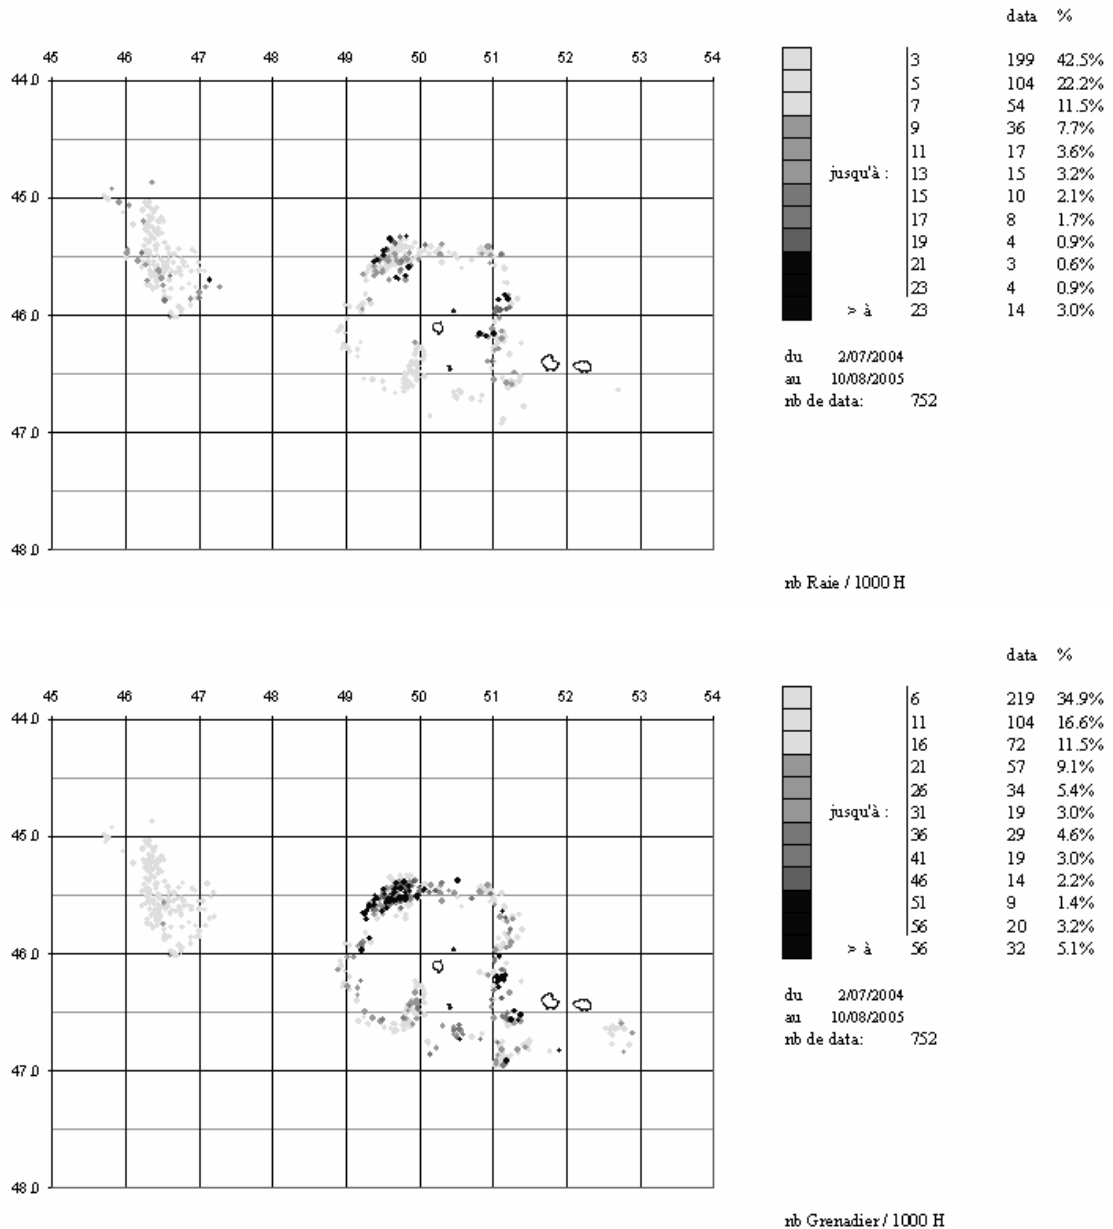 data %
45 46 47 48 49 50 51 52 53 54
44.0
45.0
46.0
47.0
48.0
3 199 42.5%
5 104 22.2%
7 54 11.5%
9 36 7.7%
11 17 3.6%
jusqu'à : 13 15 3.2%
15 10 2.1%
17 8 1.7%
19 4 0.9%
21 3 0.6%
23 4 0.9%
> à 23 14 3.0%
du 2/07/2004
au 10/08/2005
nb de data: 752
nb Raie / 1000 H
data %
45 46 47 48 49 50 51 52 53 54
44.0
45.0
46.0
47.0
48.0
6 219 34.9%
11 104 16.6%
16 72 11.5%
21 57 9.1%
26 34 5.4%
jusqu'à : 31 19 3.0%
36 29 4.6%
41 19 3.0%
46 14 2.2%
51 9 1.4%
56 20 3.2%
> à 56 32 5.1%
du 2/07/2004
au 10/08/2005
nb de data: 752
nb Grenadier / 1000 H